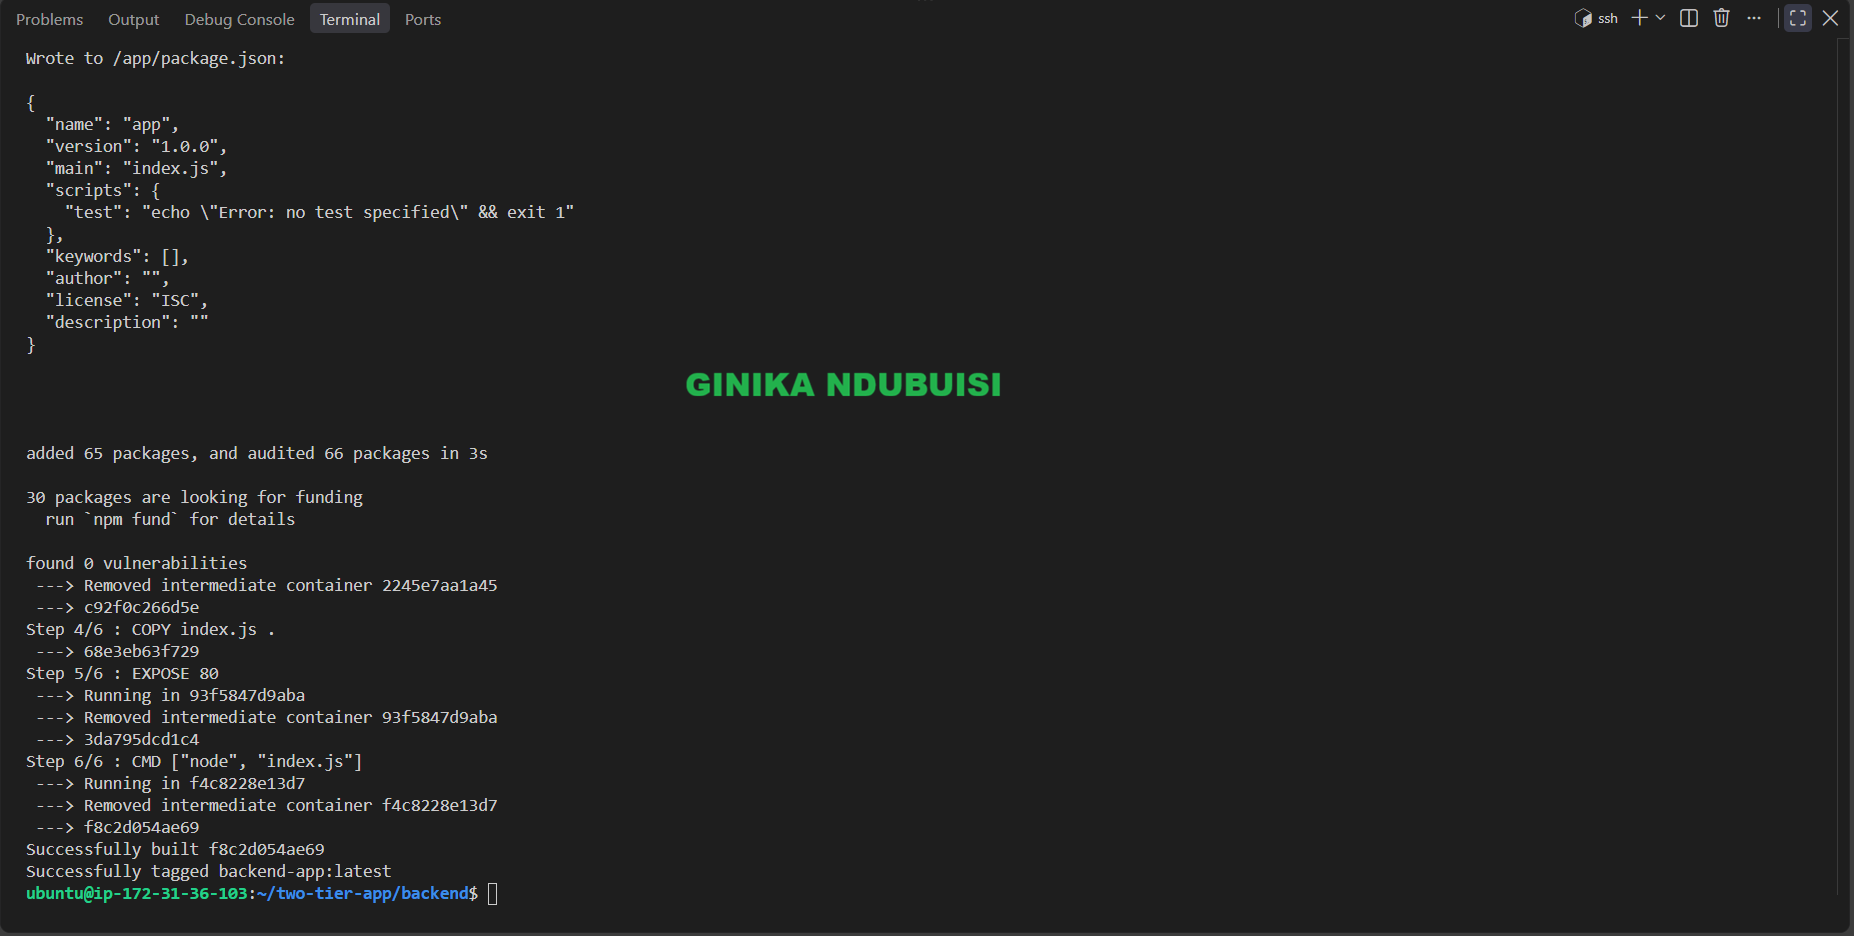 Problems Output Debug Console Terminal Ports ssh
Wrote to /app/package.json:
{
  "name": "app",
  "version": "1.0.0",
  "main": "index.js",
  "scripts": {
    "test": "echo \"Error: no test specified\" && exit 1"
  },
  "keywords": [],
  "author": "",
  "license": "ISC",
  "description": ""
}
GINIKA NDUBUISI
added 65 packages, and audited 66 packages in 3s
30 packages are looking for funding
  run `npm fund` for details
found 0 vulnerabilities
 ---> Removed intermediate container 2245e7aa1a45
 ---> c92f0c266d5e
Step 4/6 : COPY index.js .
 ---> 68e3eb63f729
Step 5/6 : EXPOSE 80
 ---> Running in 93f5847d9aba
 ---> Removed intermediate container 93f5847d9aba
 ---> 3da795dcd1c4
Step 6/6 : CMD ["node", "index.js"]
 ---> Running in f4c8228e13d7
 ---> Removed intermediate container f4c8228e13d7
 ---> f8c2d054ae69
Successfully built f8c2d054ae69
Successfully tagged backend-app:latest
ubuntu@ip-172-31-36-103:~/two-tier-app/backend$